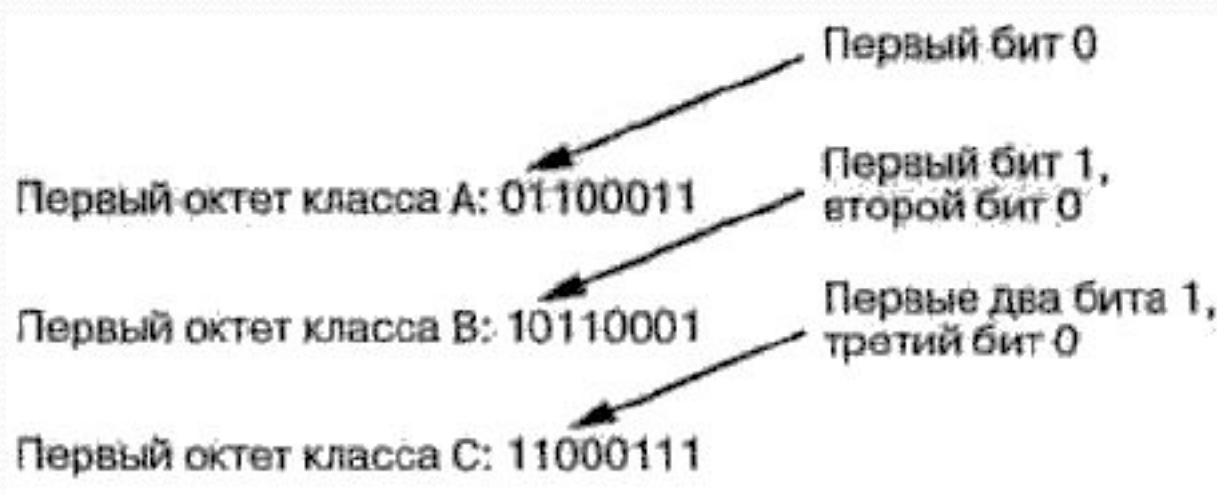 Первый бит 0
Первый октет класса A: 01100011
Первый бит 1,
второй бит 0
Первый октет класса B: 10110001
Первые два бита 1,
третий бит 0
Первый октет класса C: 11000111